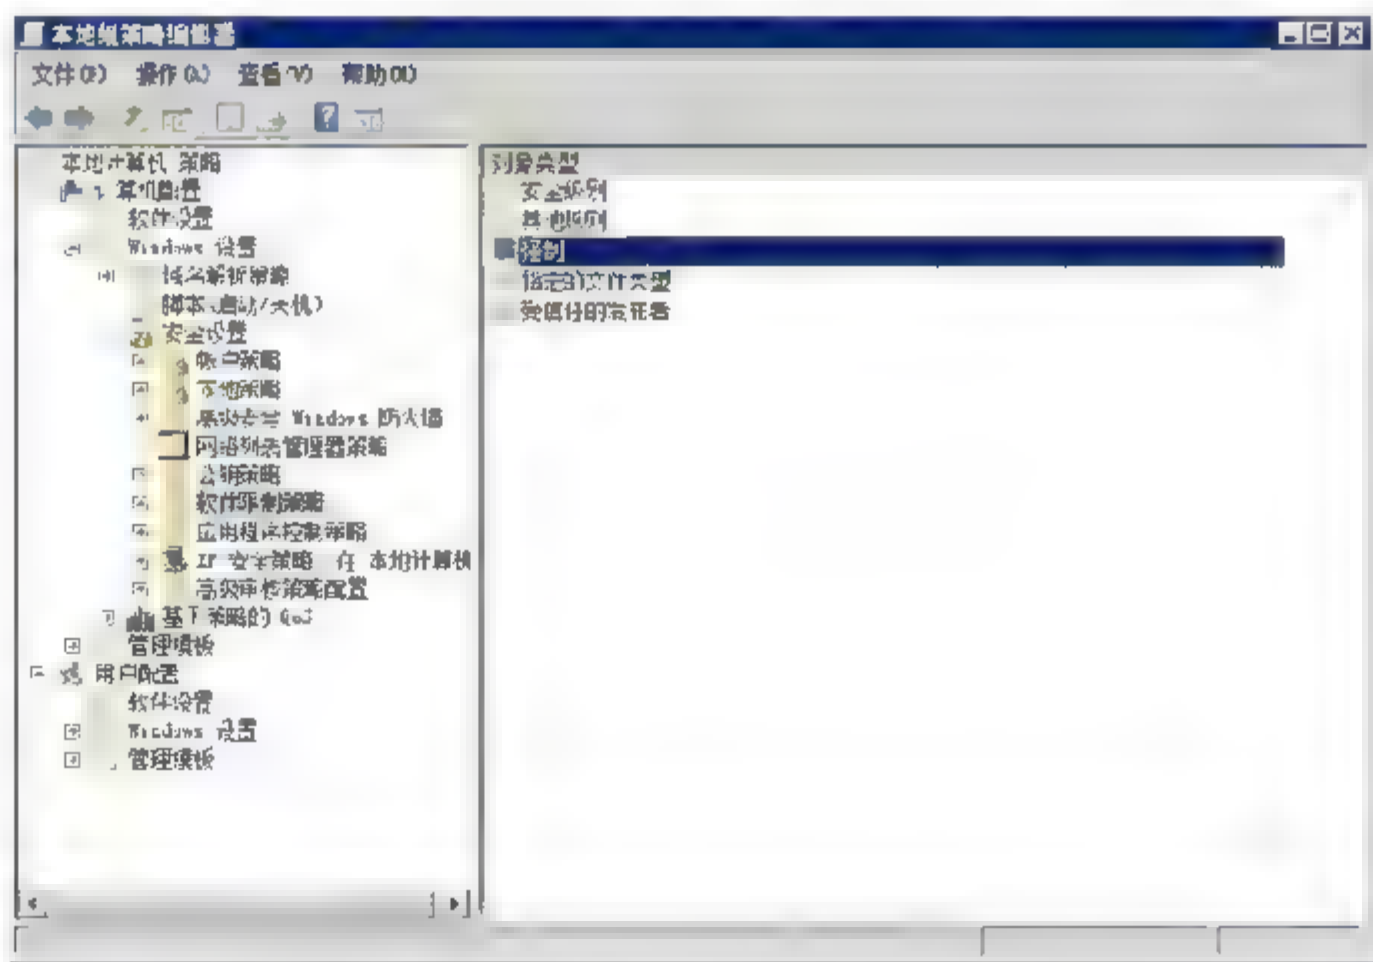 本地组策略编辑器
文件(F) 操作(A) 查看(V) 帮助(H)
本地计算机 策略
计算机配置
软件设置
Windows 设置
域名解析策略
脚本(启动/关机)
安全设置
帐户策略
本地策略
高级安全 Windows 防火墙
网络列表管理器策略
公钥策略
软件限制策略
应用程序控制策略
IP 安全策略 在 本地计算机
高级审核策略配置
基于策略的 QoS
管理模板
用户配置
软件设置
Windows 设置
管理模板
对象类型
安全级别
其他规则
强制
指定的文件类型
受信任的发布者